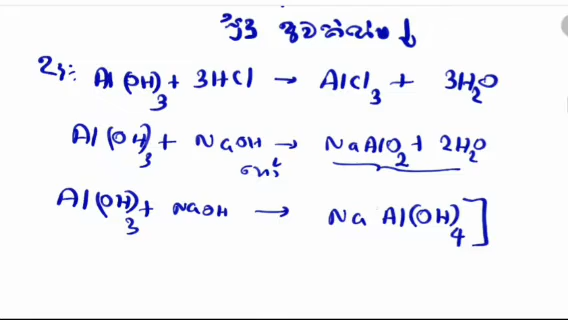 Al(OH)₃ + 3HCl → AlCl₃ + 3H₂O
Al(OH)₃ + NaOH → NaAlO₂ + 2H₂O
Al(OH)₃ + NaOH → Na Al(OH)₄]